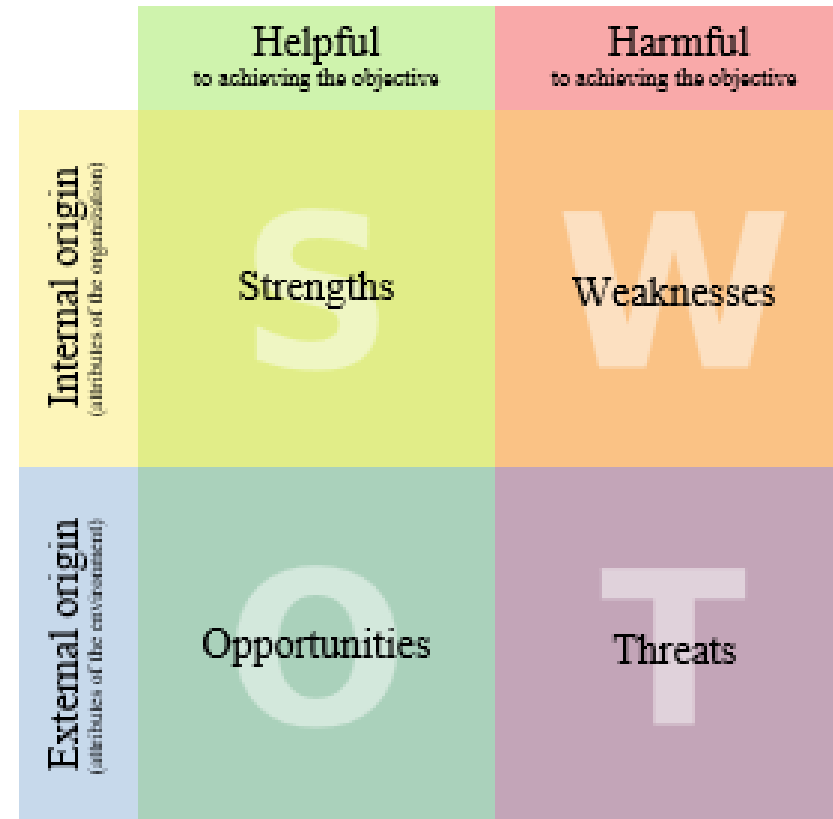 Helpful
to achieving the objective
Harmful
to achieving the objective
Internal origin
(attributes of the organization)
S
Strengths
W
Weaknesses
External origin
(attributes of the environment)
O
Opportunities
T
Threats